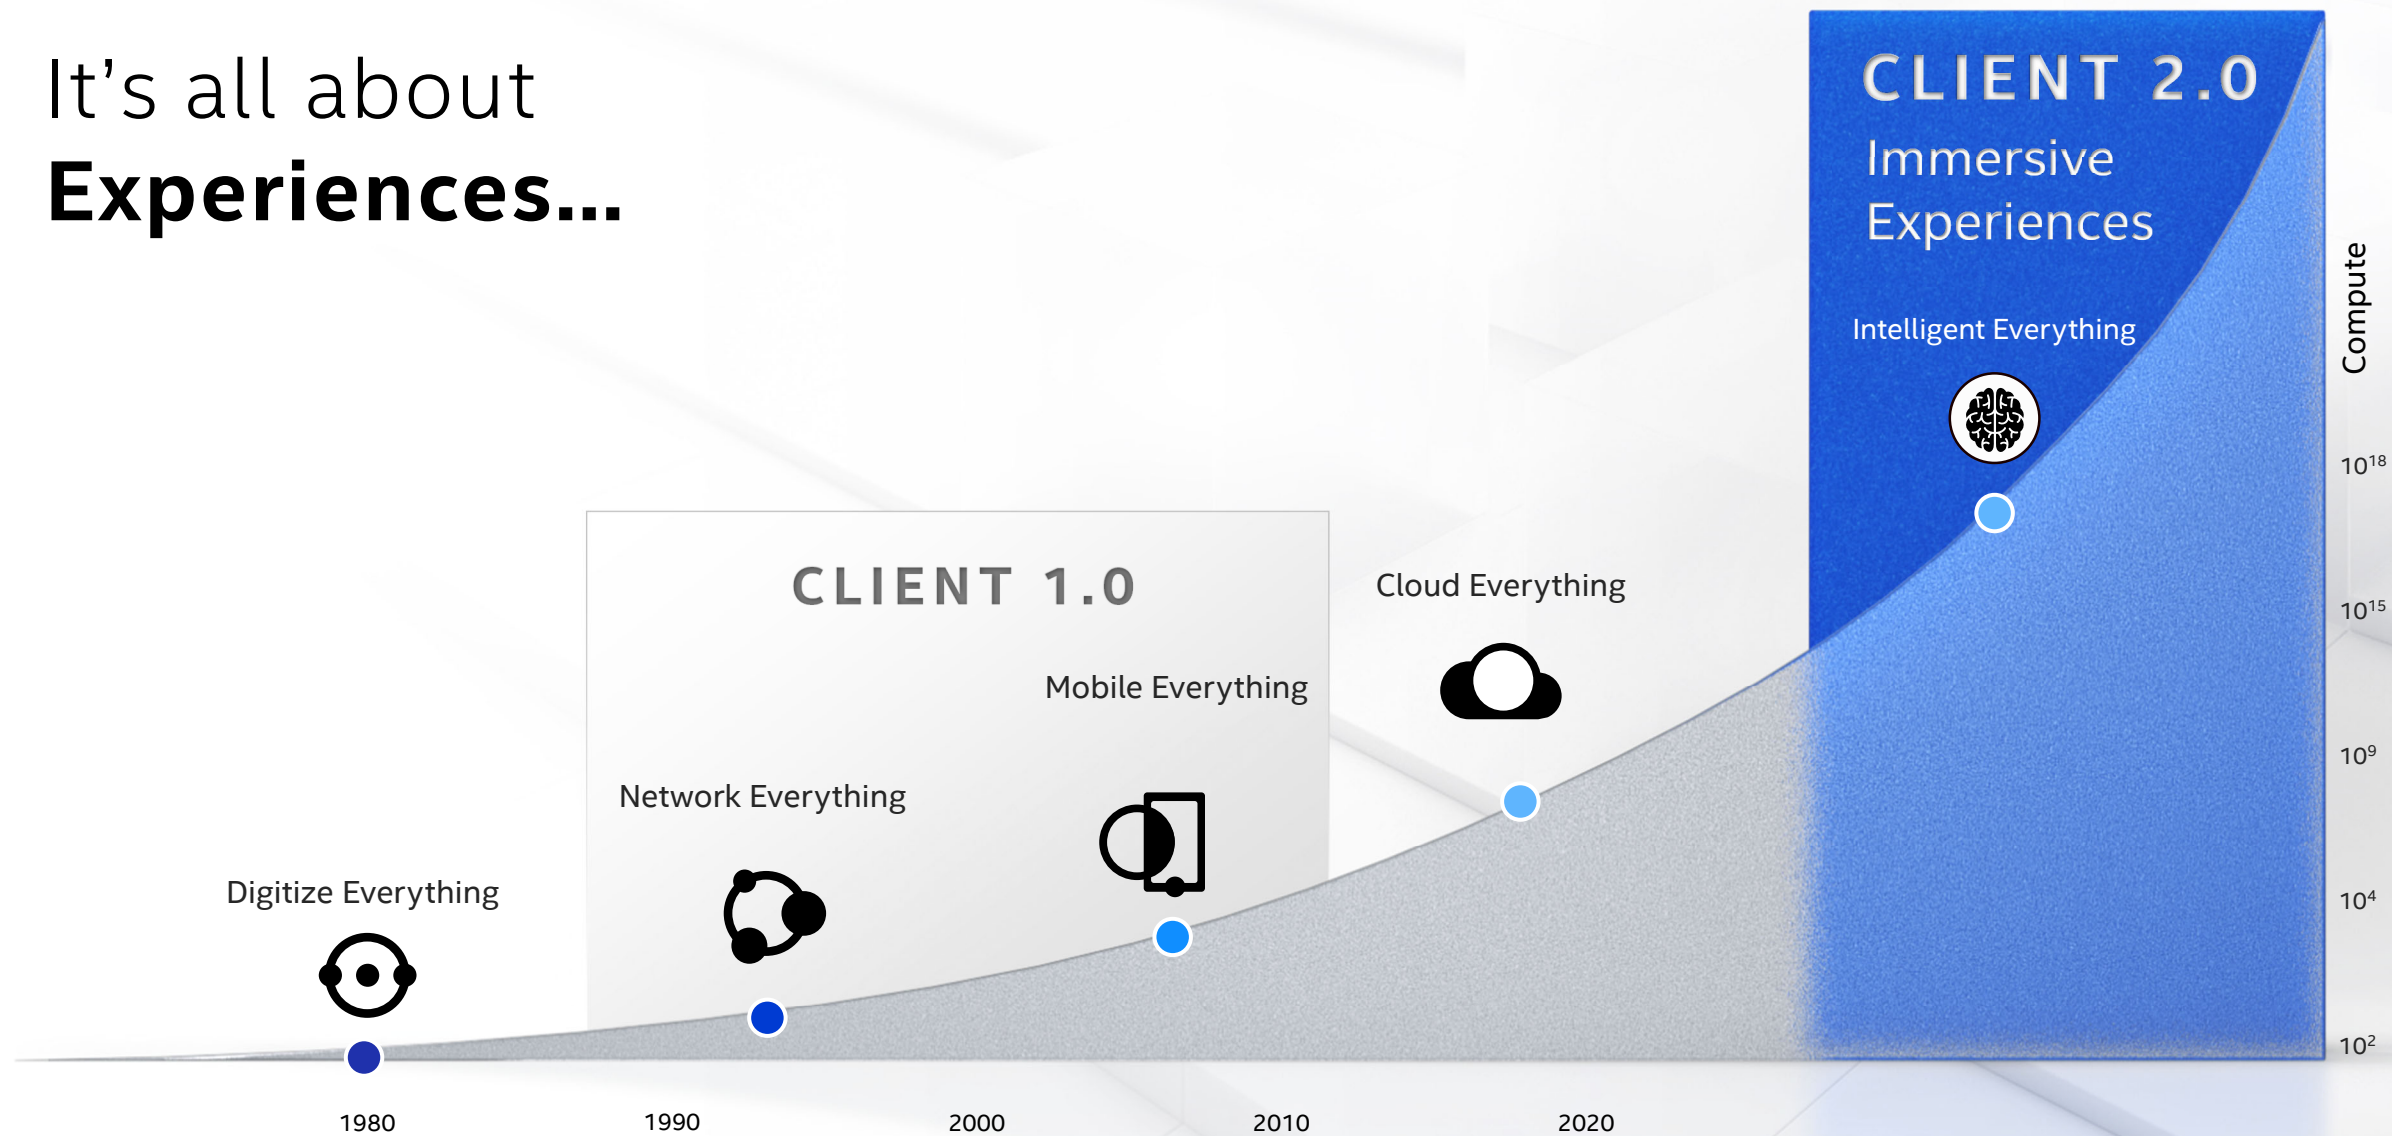 It’s all about
Experiences...
CLIENT 2.0
Immersive
Experiences
Intelligent Everything
CLIENT 1.0
Cloud Everything
Mobile Everything
Network Everything
Digitize Everything
Compute
10¹⁸
10¹⁵
10⁹
10⁴
10²
1980
1990
2000
2010
2020